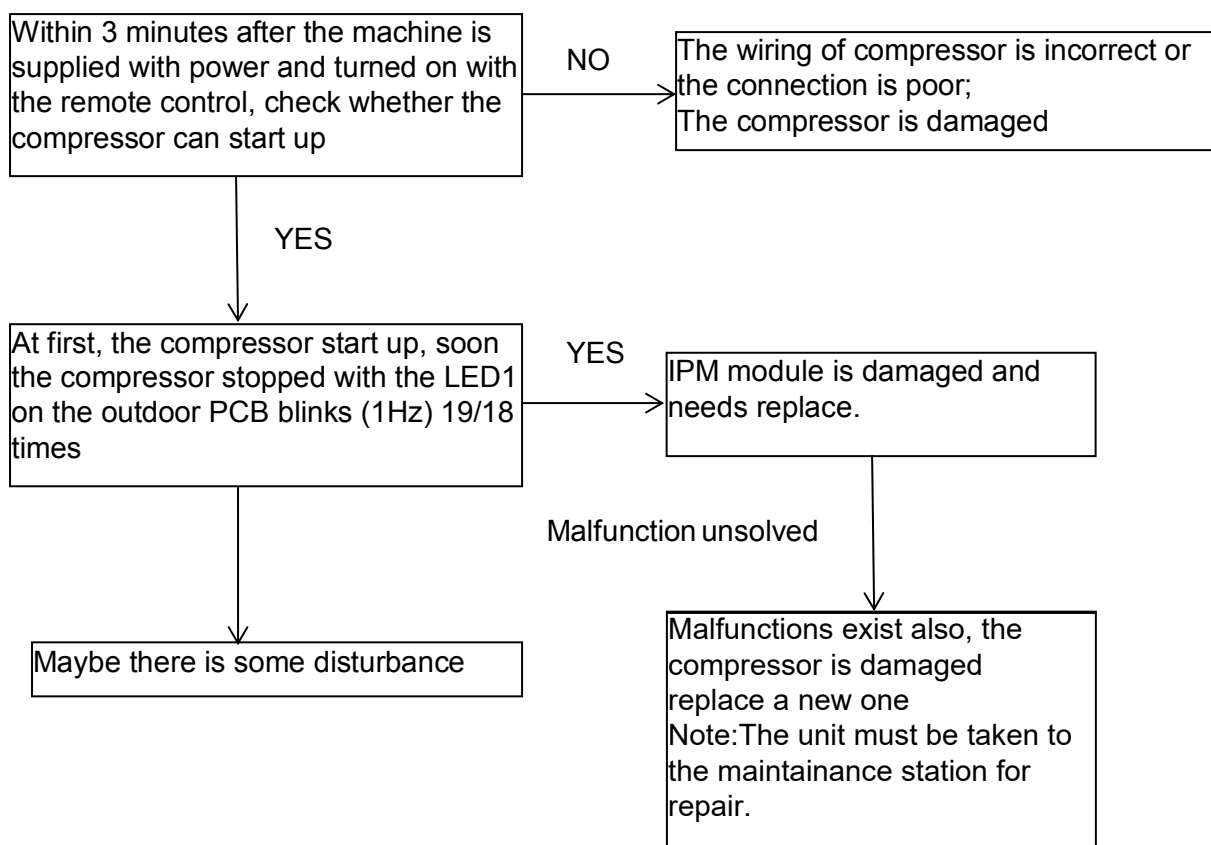 Within 3 minutes after the machine is
supplied with power and turned on with
the remote control, check whether the
compressor can start up
NO
The wiring of compressor is incorrect or
the connection is poor;
The compressor is damaged
YES
At first, the compressor start up, soon
the compressor stopped with the LED1
on the outdoor PCB blinks (1Hz) 19/18
times
YES
IPM module is damaged and
needs replace.
Malfunction unsolved
Maybe there is some disturbance
Malfunctions exist also, the
compressor is damaged
replace a new one
Note:The unit must be taken to
the maintainance station for
repair.